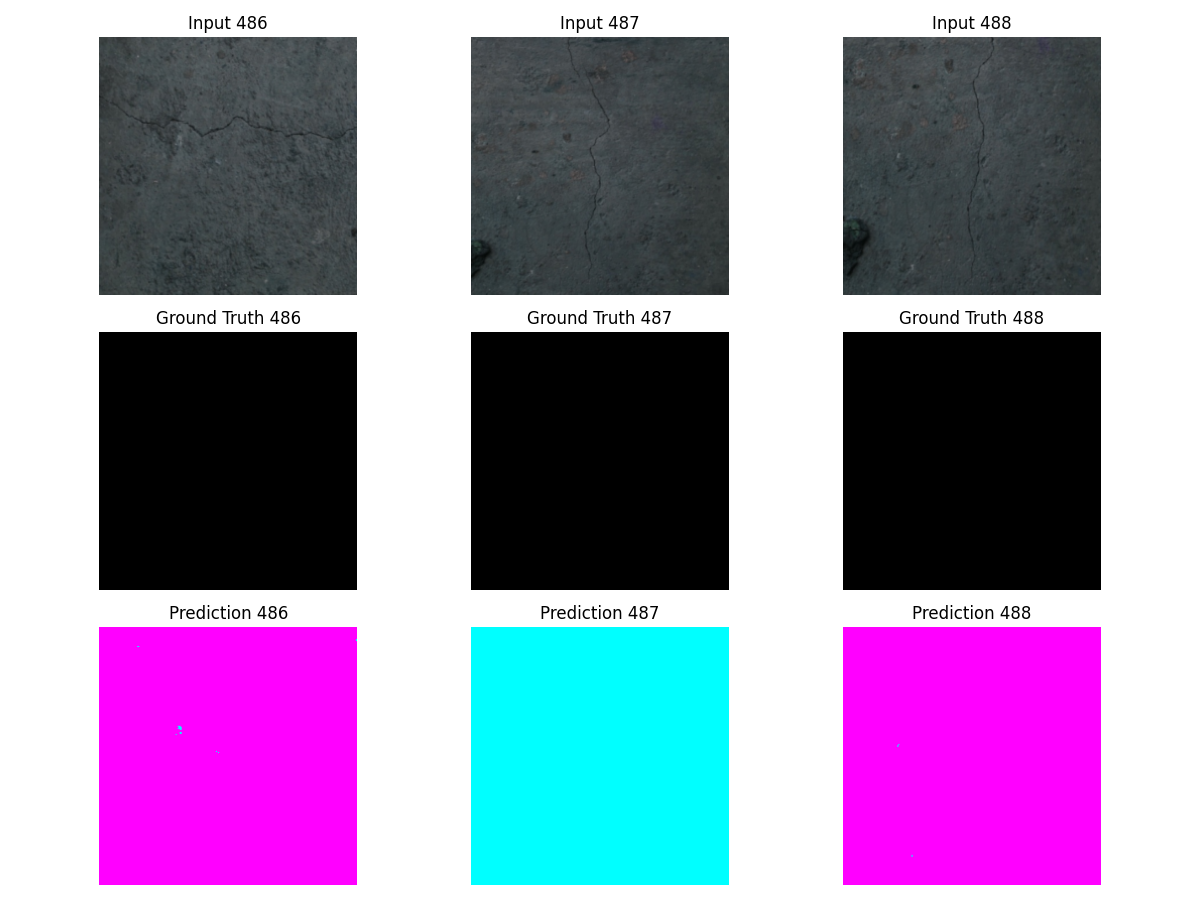 Input 486
Input 487
Input 488
Ground Truth 486
Ground Truth 487
Ground Truth 488
Prediction 486
Prediction 487
Prediction 488